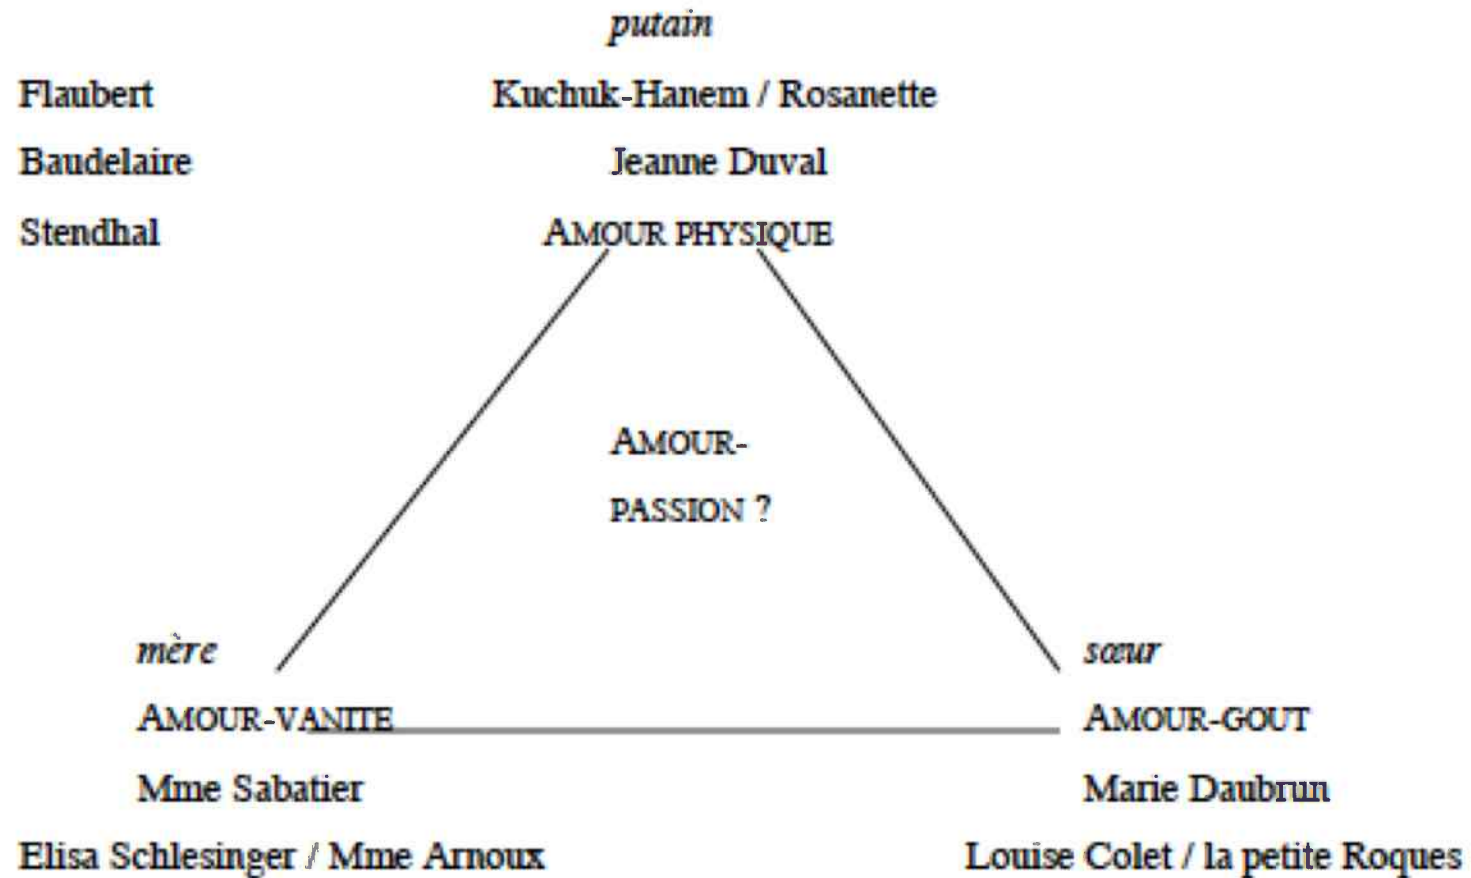 putain
Flaubert Kuchuk-Hanem / Rosanette
Baudelaire Jeanne Duval
Stendhal AMOUR PHYSIQUE
AMOUR-
PASSION ?
mère sœur
AMOUR-VANITE AMOUR-GOUT
Mme Sabatier Marie Daubrun
Elisa Schlesinger / Mme Arnoux Louise Colet / la petite Roques